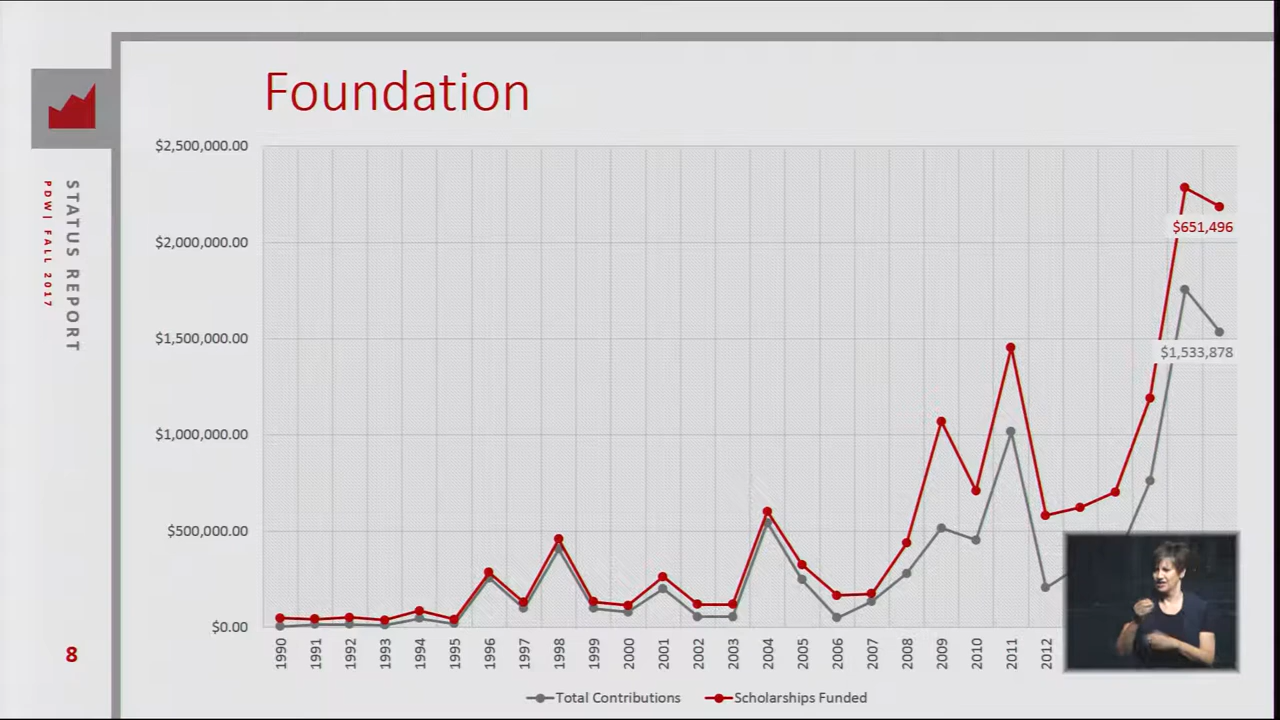 Foundation
STATUS REPORT
PDW| FALL 2017
8
$2,500,000.00
$2,000,000.00
$1,500,000.00
$1,000,000.00
$500,000.00
$0.00
$651,496
$1,533,878
1990 1991 1992 1993 1994 1995 1996 1997 1998 1999 2000 2001 2002 2003 2004 2005 2006 2007 2008 2009 2010 2011 2012
Total Contributions Scholarships Funded